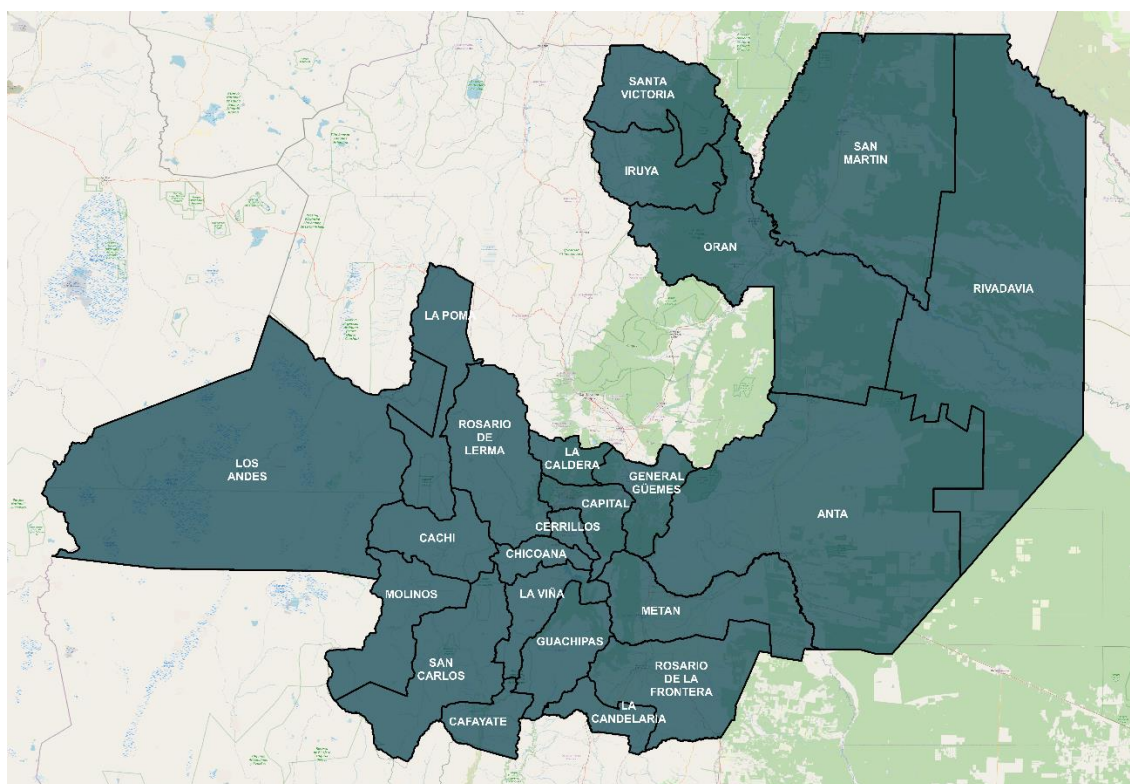 SANTA
VICTORIA
IRUYA
SAN
MARTIN
ORAN
RIVADAVIA
LA POMA
ROSARIO
DE
LERMA
LOS
ANDES
LA
CALDERA
GENERAL
GÜEMES
CAPITAL
ANTA
CERRILLOS
CACHI
CHICOANA
MOLINOS
LA VIÑA
METAN
GUACHIPAS
SAN
CARLOS
ROSARIO
DE LA
FRONTERA
LA
CANDELARIA
CAFAYATE